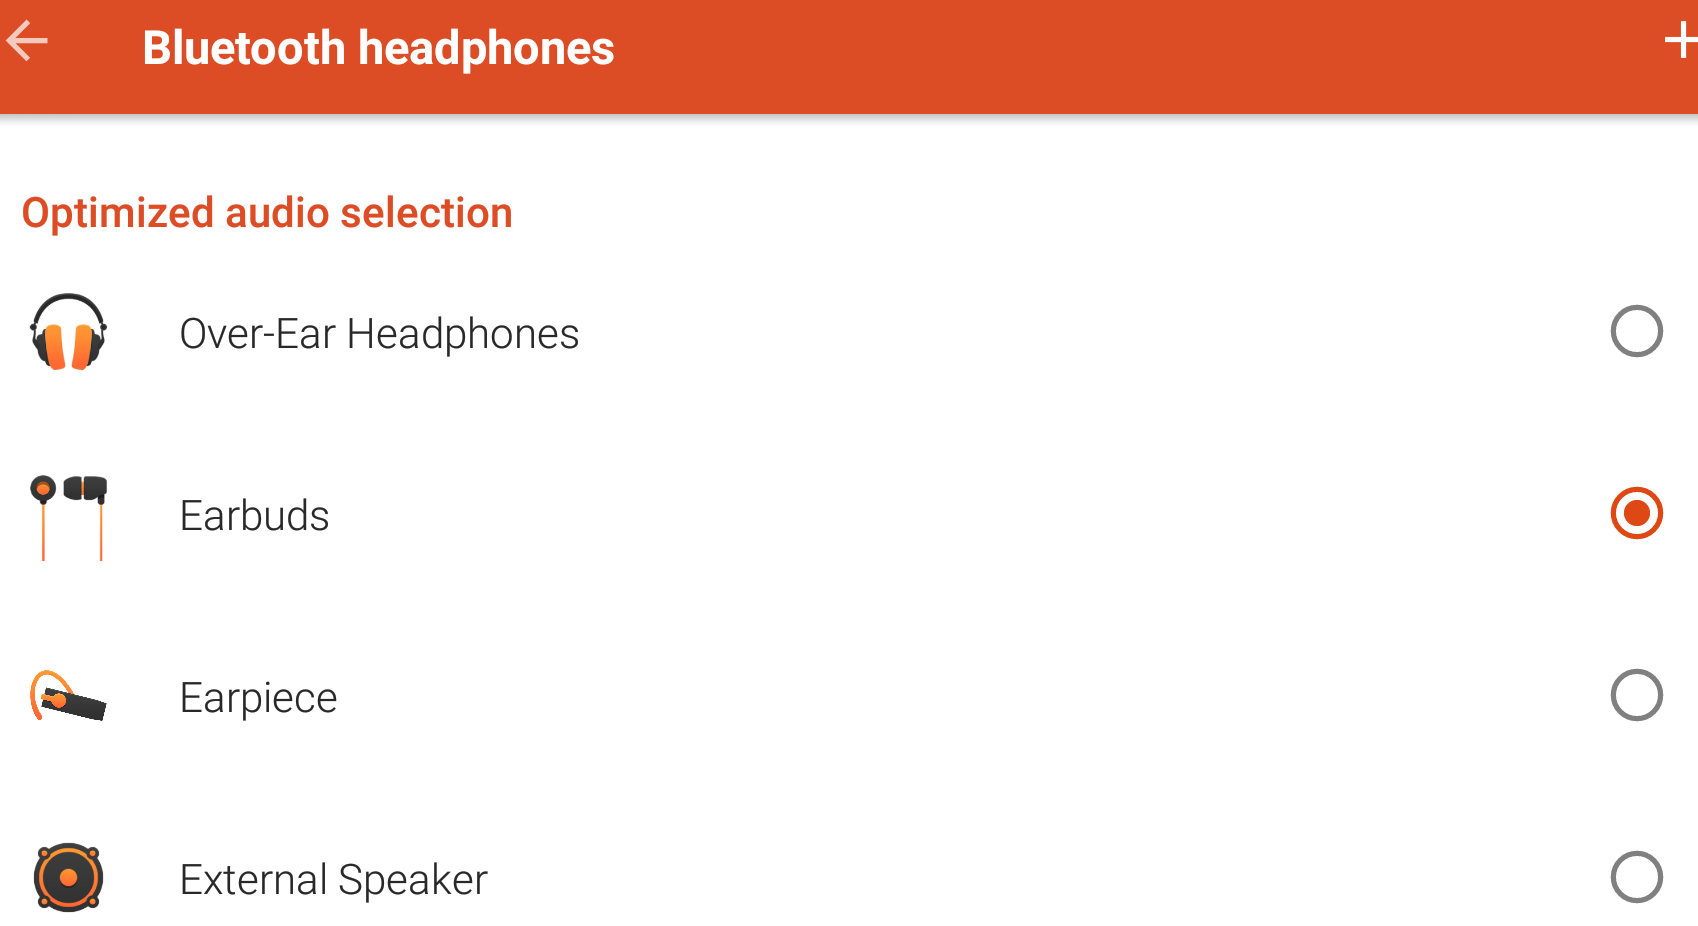 Bluetooth headphones
Optimized audio selection
Over-Ear Headphones
Earbuds
Earpiece
External Speaker